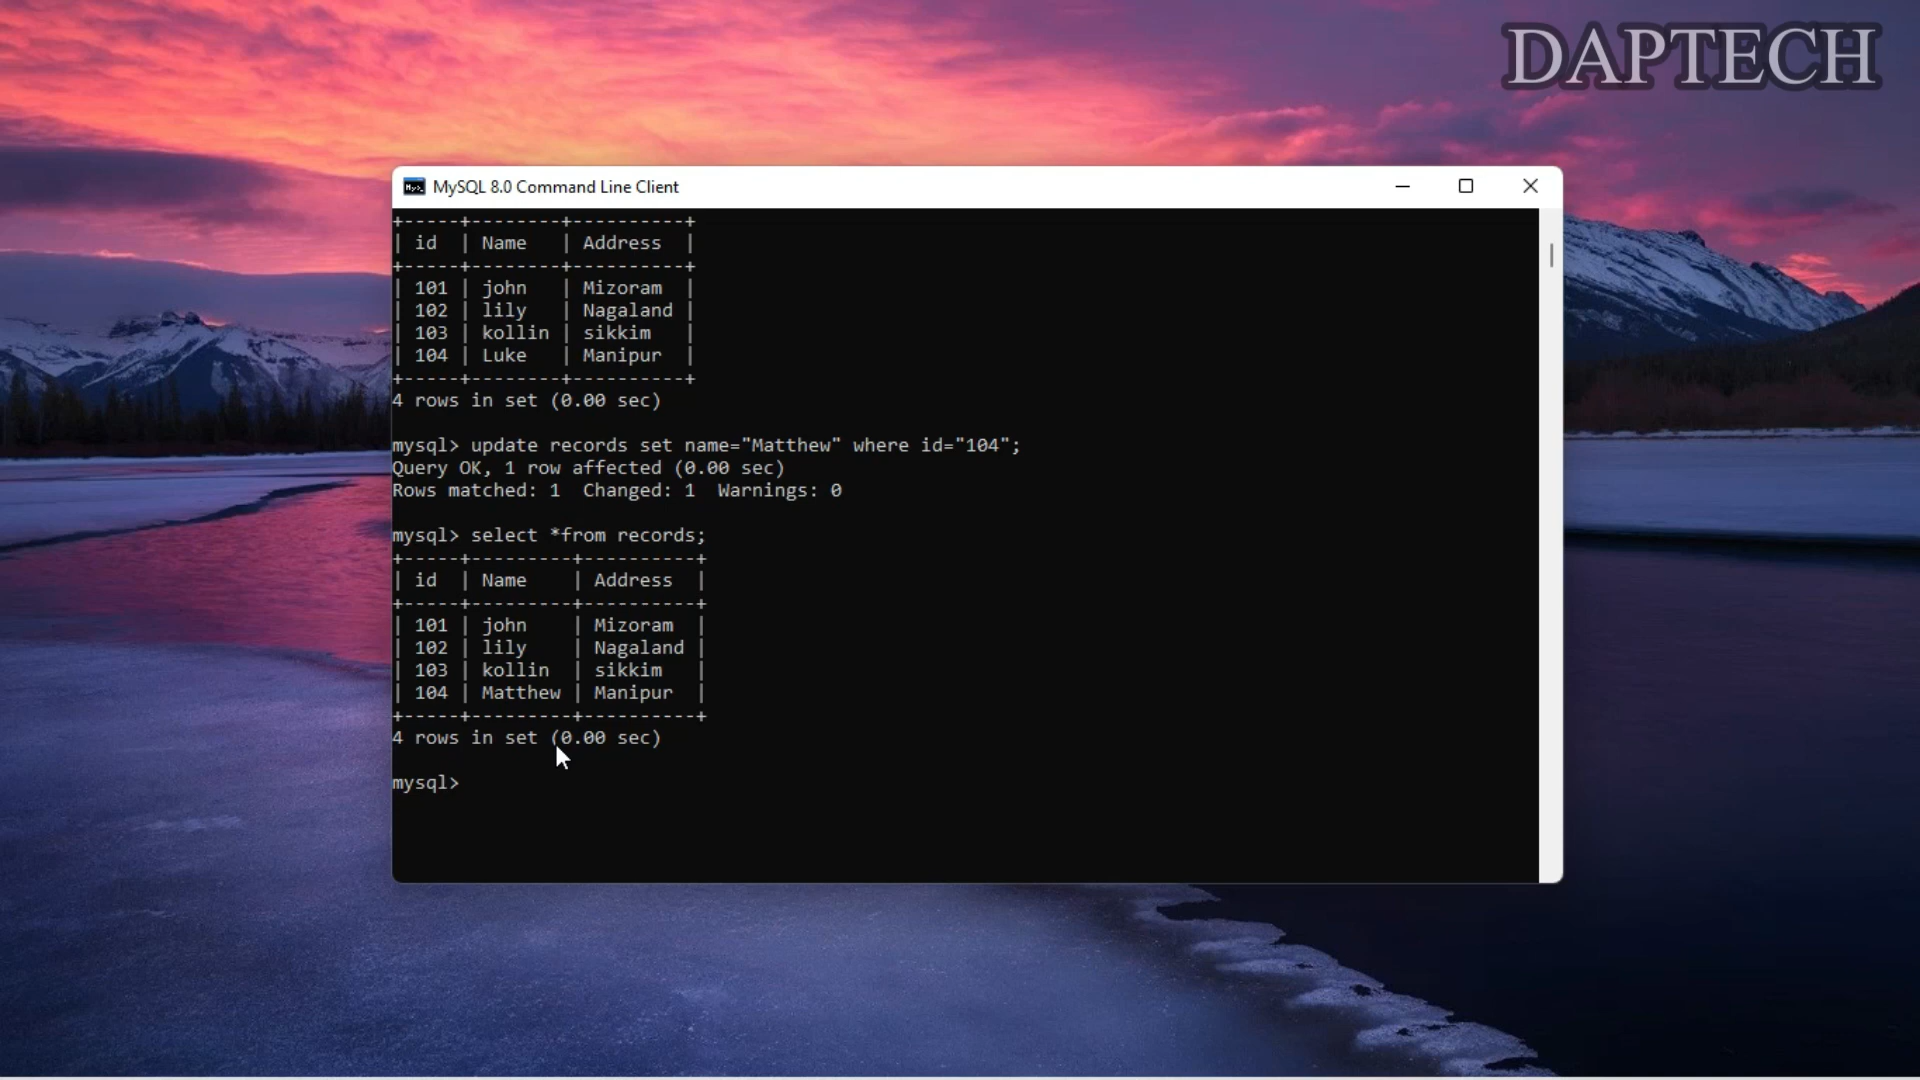 DAPTECH
MySQL 8.0 Command Line Client
+-----+--------+----------+
| id  | Name   | Address  |
+-----+--------+----------+
| 101 | john   | Mizoram  |
| 102 | lily   | Nagaland |
| 103 | kollin | sikkim   |
| 104 | Luke   | Manipur  |
+-----+--------+----------+
4 rows in set (0.00 sec)
mysql> update records set name="Matthew" where id="104";
Query OK, 1 row affected (0.00 sec)
Rows matched: 1  Changed: 1  Warnings: 0
mysql> select *from records;
+-----+---------+----------+
| id  | Name    | Address  |
+-----+---------+----------+
| 101 | john    | Mizoram  |
| 102 | lily    | Nagaland |
| 103 | kollin  | sikkim   |
| 104 | Matthew | Manipur  |
+-----+---------+----------+
4 rows in set (0.00 sec)
mysql>